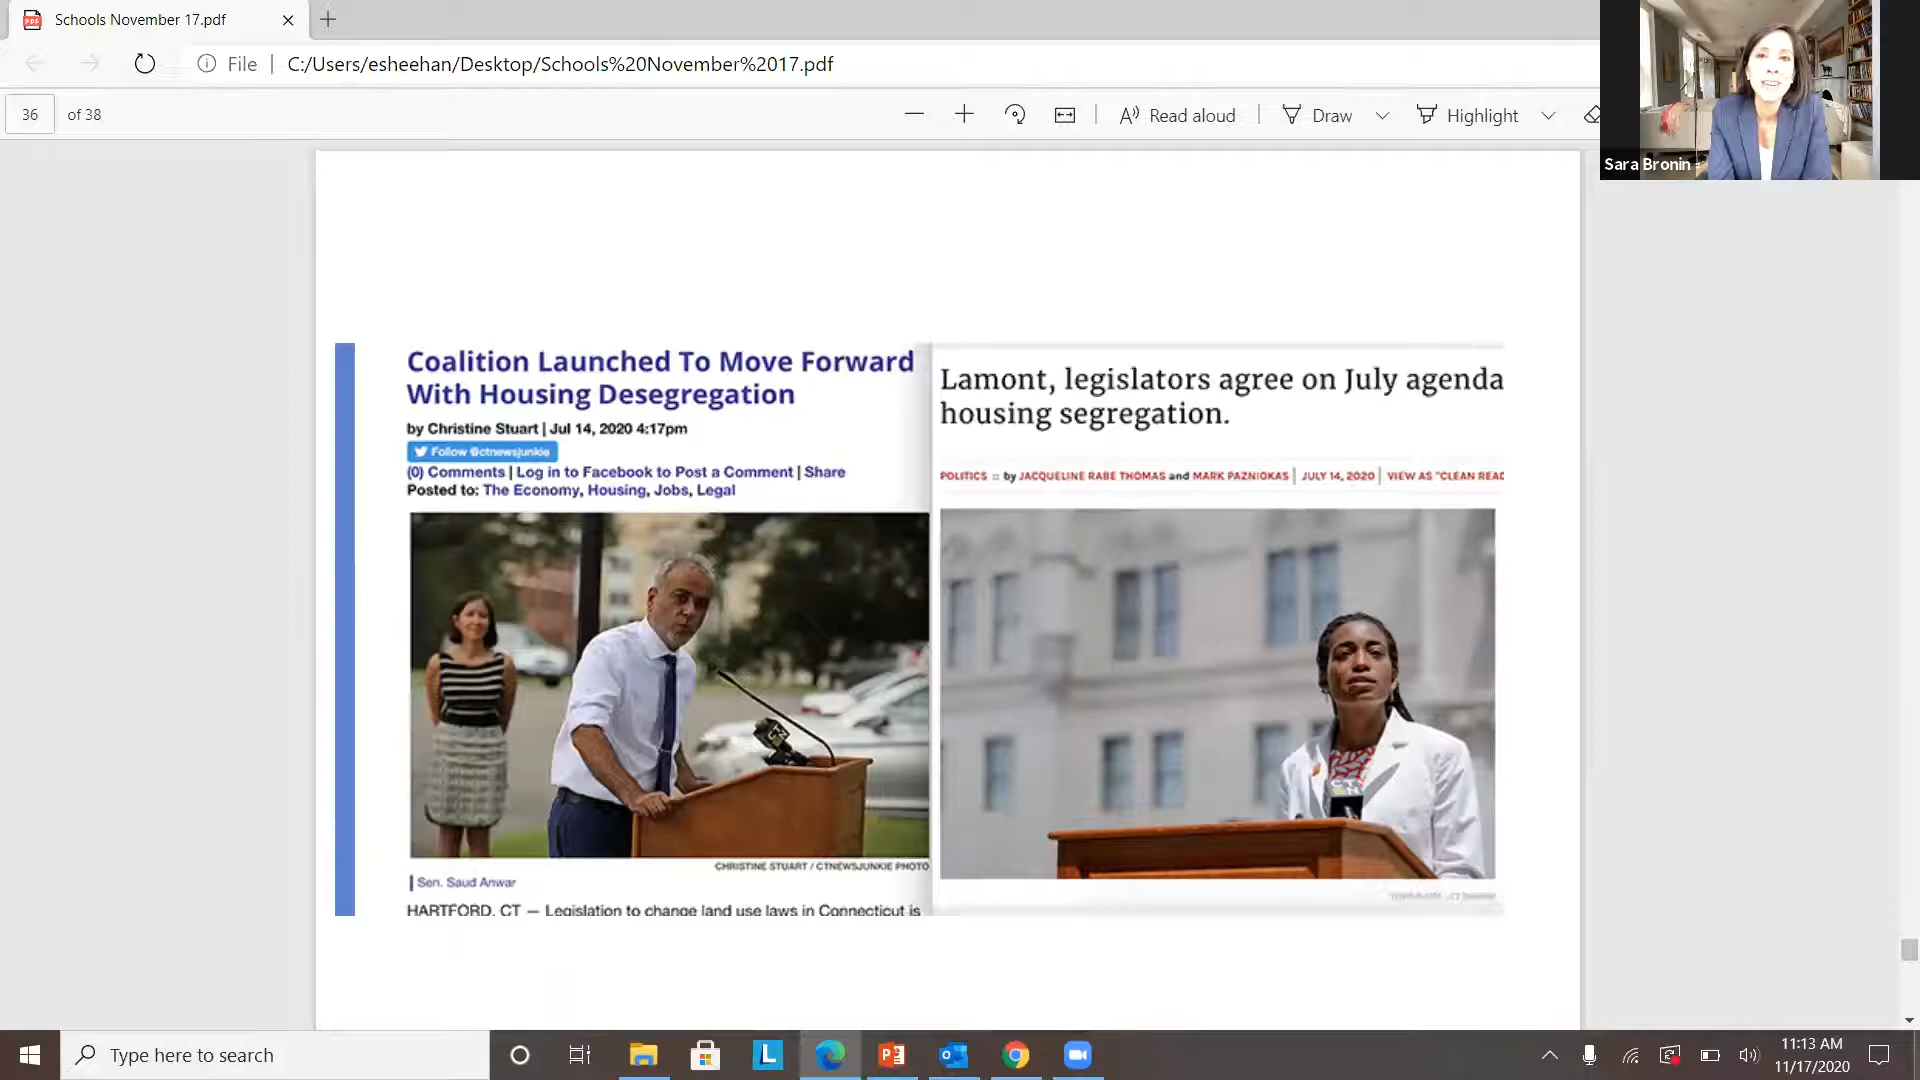 Schools November 17.pdf
File
C:/Users/esheehan/Desktop/Schools%20November%2017.pdf
36 of 38
Read aloud
Draw
Highlight
Sara Bronin
Coalition Launched To Move Forward
With Housing Desegregation
by Christine Stuart | Jul 14, 2020 4:17pm
Follow @ctnewsjunkie
(0) Comments | Log in to Facebook to Post a Comment | Share
Posted to: The Economy, Housing, Jobs, Legal
CHRISTINE STUART / CTNEWSJUNKIE PHOTO
Sen. Saud Anwar
HARTFORD, CT — Legislation to change land use laws in Connecticut is
Lamont, legislators agree on July agenda
housing segregation.
POLITICS :: by JACQUELINE RABE THOMAS and MARK PAZNIOKAS | JULY 14, 2020 | VIEW AS "CLEAN READ
Type here to search
11:13 AM
11/17/2020